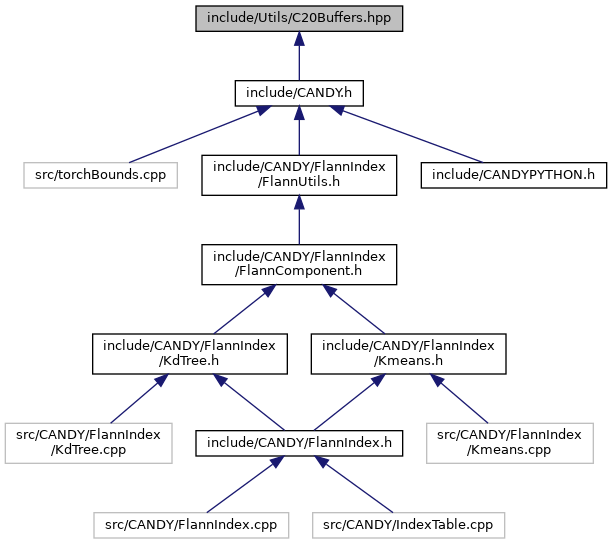 include/Utils/C20Buffers.hpp
include/CANDY.h
src/torchBounds.cpp
include/CANDY/FlannIndex
/FlannUtils.h
include/CANDYPYTHON.h
include/CANDY/FlannIndex
/FlannComponent.h
include/CANDY/FlannIndex
/KdTree.h
include/CANDY/FlannIndex
/Kmeans.h
src/CANDY/FlannIndex
/KdTree.cpp
include/CANDY/FlannIndex.h
src/CANDY/FlannIndex
/Kmeans.cpp
src/CANDY/FlannIndex.cpp
src/CANDY/IndexTable.cpp